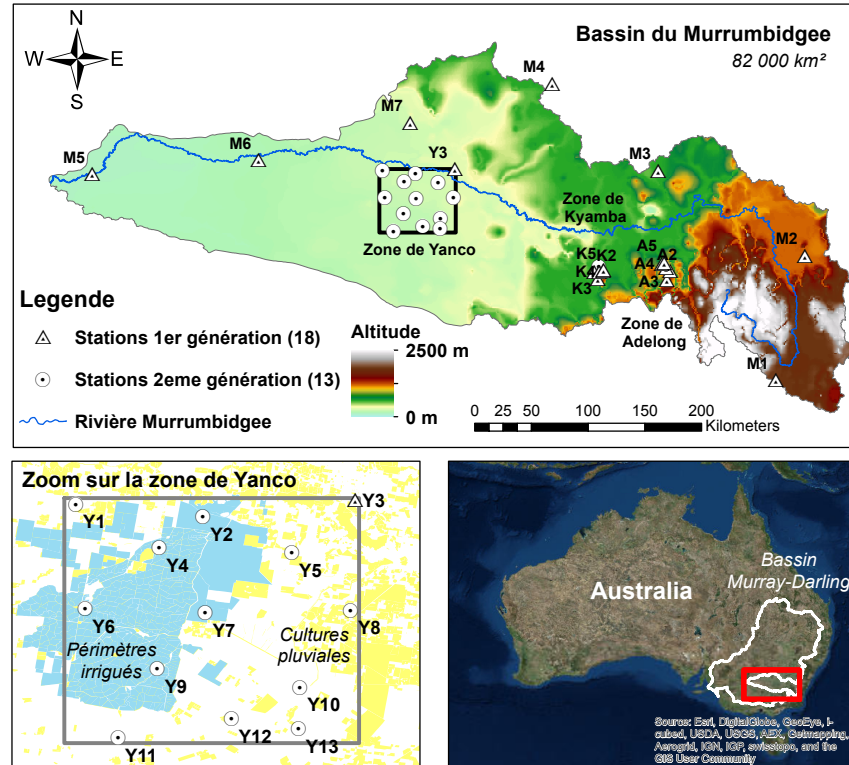 Bassin du Murrumbidgee
82 000 km²
N
W E
S
M4
M7
M6
M5
Y3
M3
Zone de
Kyamba
Zone de Yanco
M2
K5 K2
K4
K3
A5
A4 A2
A3
Zone de
Adelong
M1
Legende
Stations 1er génération (18)
Stations 2eme génération (13)
Rivière Murrumbidgee
Altitude
2500 m
0 m
0 25 50 100 150 200
Kilometers
Zoom sur la zone de Yanco
Y1
Y2
Y3
Y4
Y5
Y6
Y7
Y8
Périmètres
irrigués
Cultures
pluviales
Y9
Y10
Y11
Y12
Y13
Australia
Bassin
Murray-Darling
Source: Esri, DigitalGlobe, GeoEye, i-
cubed, USDA, USGS, AEX, Getmapping,
Aerogrid, IGN, IGP, swisstopo, and the
GIS User Community